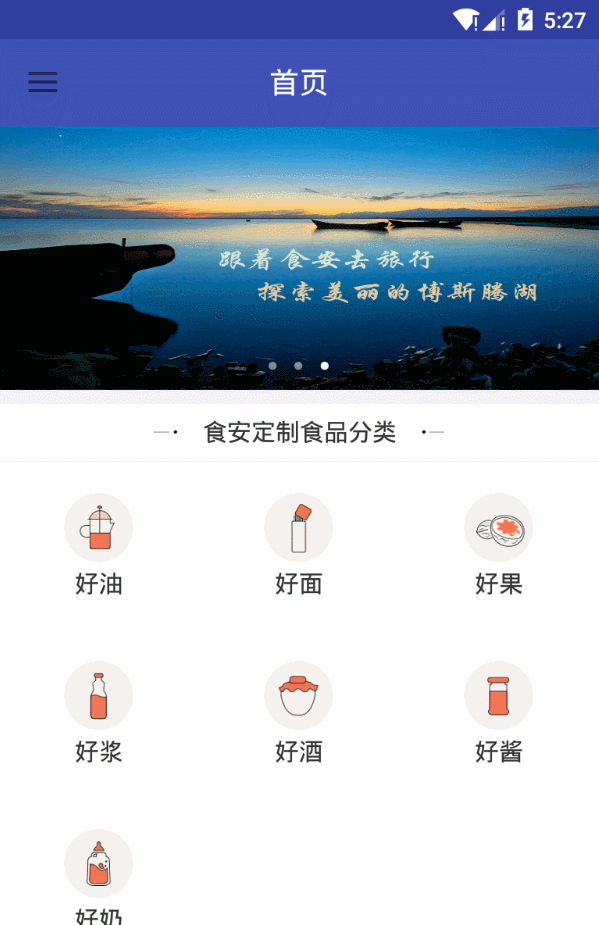 5:27
首页
跟着食安去旅行
探索美丽的博斯腾湖
食安定制食品分类
好油 好面 好果
好浆 好酒 好酱
好奶